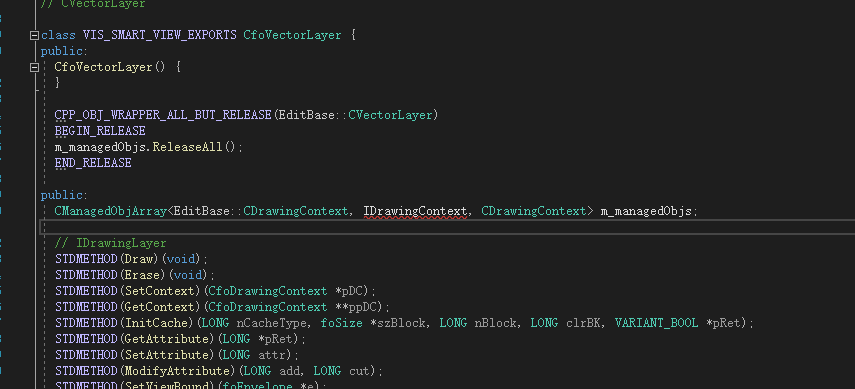 // CVectorLayer
class VIS_SMART_VIEW_EXPORTS CfoVectorLayer {
public:
CfoVectorLayer() {
}
CPP_OBJ_WRAPPER_ALL_BUT_RELEASE(EditBase::CVectorLayer)
BEGIN_RELEASE
m_managedObjs.ReleaseAll();
END_RELEASE
public:
CManagedObjArray<EditBase::CDrawingContext, IDrawingContext, CDrawingContext> m_managedObjs;
// IDrawingLayer
STDMETHOD(Draw)(void);
STDMETHOD(Erase)(void);
STDMETHOD(SetContext)(CfoDrawingContext *pDC);
STDMETHOD(GetContext)(CfoDrawingContext **ppDC);
STDMETHOD(InitCache)(LONG nCacheType, foSize *szBlock, LONG nBlock, LONG clrBK, VARIANT_BOOL *pRet);
STDMETHOD(GetAttribute)(LONG *pRet);
STDMETHOD(SetAttribute)(LONG attr);
STDMETHOD(ModifyAttribute)(LONG add, LONG cut);
STDMETHOD(SetViewBound)(foEnvelope *e);